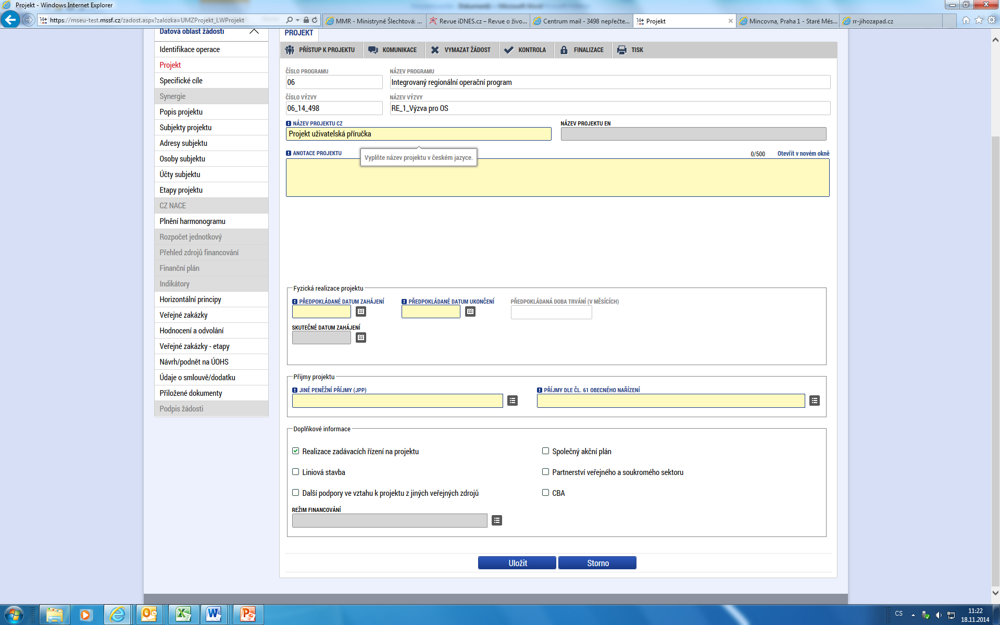 Projekt - Windows Internet Explorer
https://mseu-test.mssf.cz/zadost.aspx?zalozka=UMZProjekt_LWProjekt
MMR - Ministryně Šlechtová: ...
Revue iDNES.cz – Revue o živo...
Centrum mail - 3498 nepřečte...
14+ Projekt
Mincovna, Praha 1 - Staré Měs...
rr-jihozapad.cz
Datová oblast žádosti
Identifikace operace
Projekt
Specifické cíle
Synergie
Popis projektu
Subjekty projektu
Adresy subjektu
Osoby subjektu
Účty subjektu
Etapy projektu
CZ NACE
Plnění harmonogramu
Rozpočet jednotkový
Přehled zdrojů financování
Finanční plán
Indikátory
Horizontální principy
Veřejné zakázky
Hodnocení a odvolání
Veřejné zakázky - etapy
Návrh/podnět na ÚOHS
Údaje o smlouvě/dodatku
Přiložené dokumenty
Podpis žádosti
PROJEKT
PŘÍSTUP K PROJEKTU
KOMUNIKACE
VYMAZAT ŽÁDOST
KONTROLA
FINALIZACE
TISK
ČÍSLO PROGRAMU
NÁZEV PROGRAMU
06
Integrovaný regionální operační program
ČÍSLO VÝZVY
NÁZEV VÝZVY
06_14_498
RE_1_Výzva pro OS
NÁZEV PROJEKTU CZ
NÁZEV PROJEKTU EN
Projekt uživatelská příručka
ANOTACE PROJEKTU
Vyplňte název projektu v českém jazyce.
0/500
Otevřít v novém okně
Fyzická realizace projektu
PŘEDPOKLÁDANÉ DATUM ZAHÁJENÍ
PŘEDPOKLÁDANÉ DATUM UKONČENÍ
PŘEDPOKLÁDANÁ DOBA TRVÁNÍ (V MĚSÍCÍCH)
SKUTEČNÉ DATUM ZAHÁJENÍ
Příjmy projektu
JINÉ PENĚŽNÍ PŘÍJMY (JPP)
PŘÍJMY DLE ČL. 61 OBECNÉHO NAŘÍZENÍ
Doplňkové informace
Realizace zadávacích řízení na projektu
Společný akční plán
Liniová stavba
Partnerství veřejného a soukromého sektoru
Další podpory ve vztahu k projektu z jiných veřejných zdrojů
CBA
REŽIM FINANCOVÁNÍ
Uložit
Storno
CS
11:22
18.11.2014